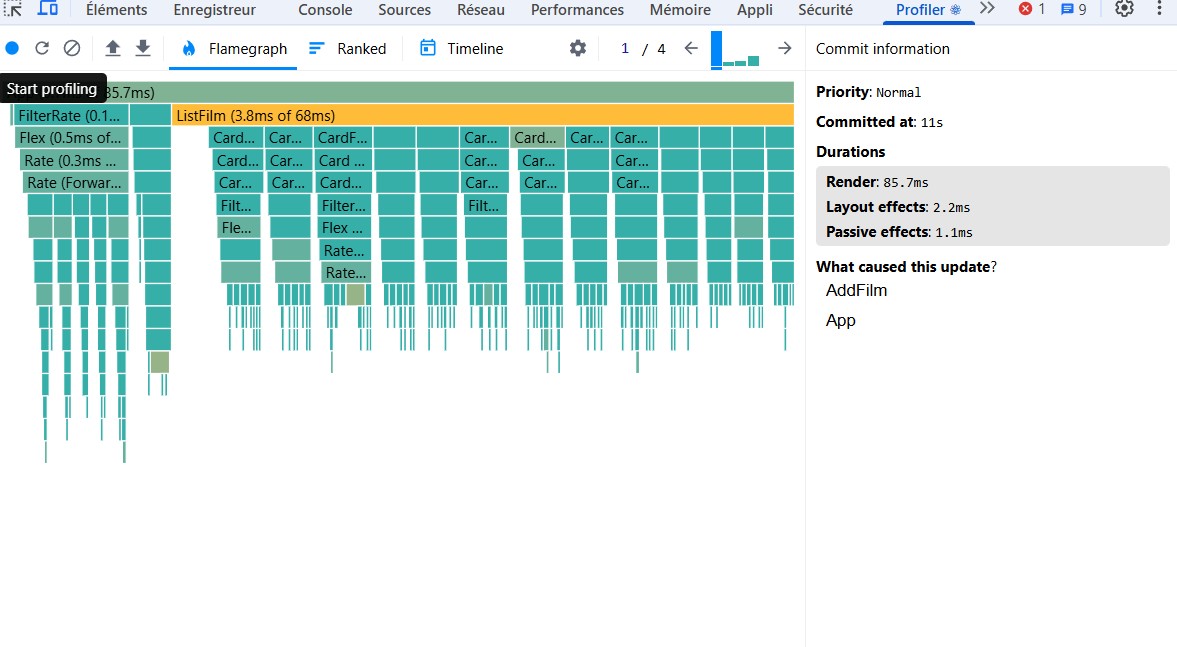 Éléments Enregistreur Console Sources Réseau Performances Mémoire Appli Sécurité Profiler 1 9
Flamegraph Ranked Timeline 1 / 4 Commit information
Start profiling
85.7ms) Priority: Normal
FilterRate (0.1... ListFilm (3.8ms of 68ms) Committed at: 11s
Flex (0.5ms of... Card... Car... CardF... Car... Card... Car... Car... Durations
Rate (0.3ms ... Card... Car... Card ... Car... Car... Car...
Rate (Forwar... Car... Car... Card... Car... Car... Car... Render: 85.7ms
Filt... Filter... Filt... Layout effects: 2.2ms
Fle... Flex ... Passive effects: 1.1ms
Rate...
Rate... What caused this update?
AddFilm
App